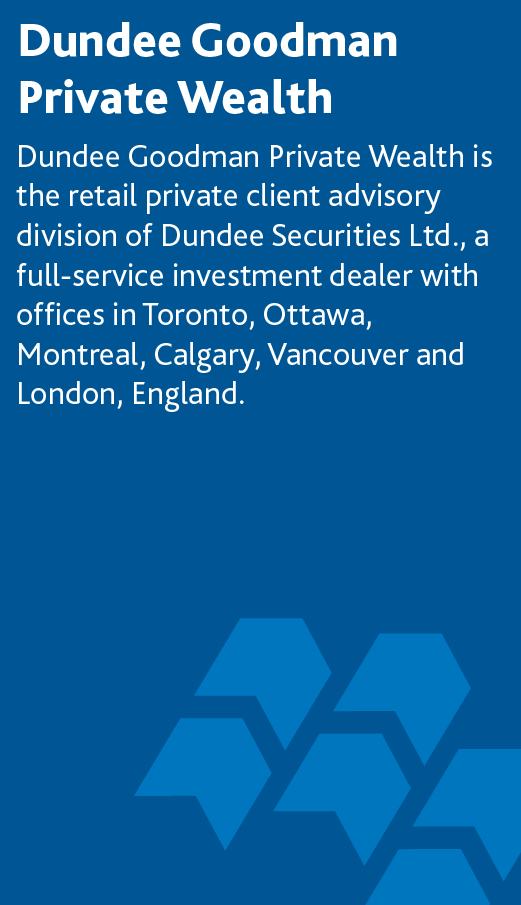 Dundee Goodman
Private Wealth
Dundee Goodman Private Wealth is
the retail private client advisory
division of Dundee Securities Ltd., a
full-service investment dealer with
offices in Toronto, Ottawa,
Montreal, Calgary, Vancouver and
London, England.